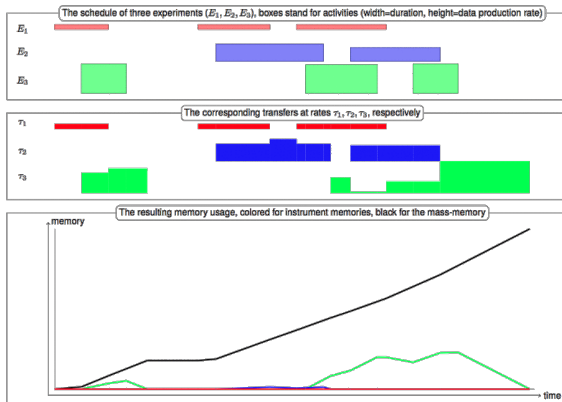 The schedule of three experiments (E₁, E₂, E₃), boxes stand for activities (width=duration, height=data production rate)
E₁
E₂
E₃
The corresponding transfers at rates τ₁, τ₂, τ₃, respectively
τ₁
τ₂
τ₃
The resulting memory usage, colored for instrument memories, black for the mass-memory
memory
time